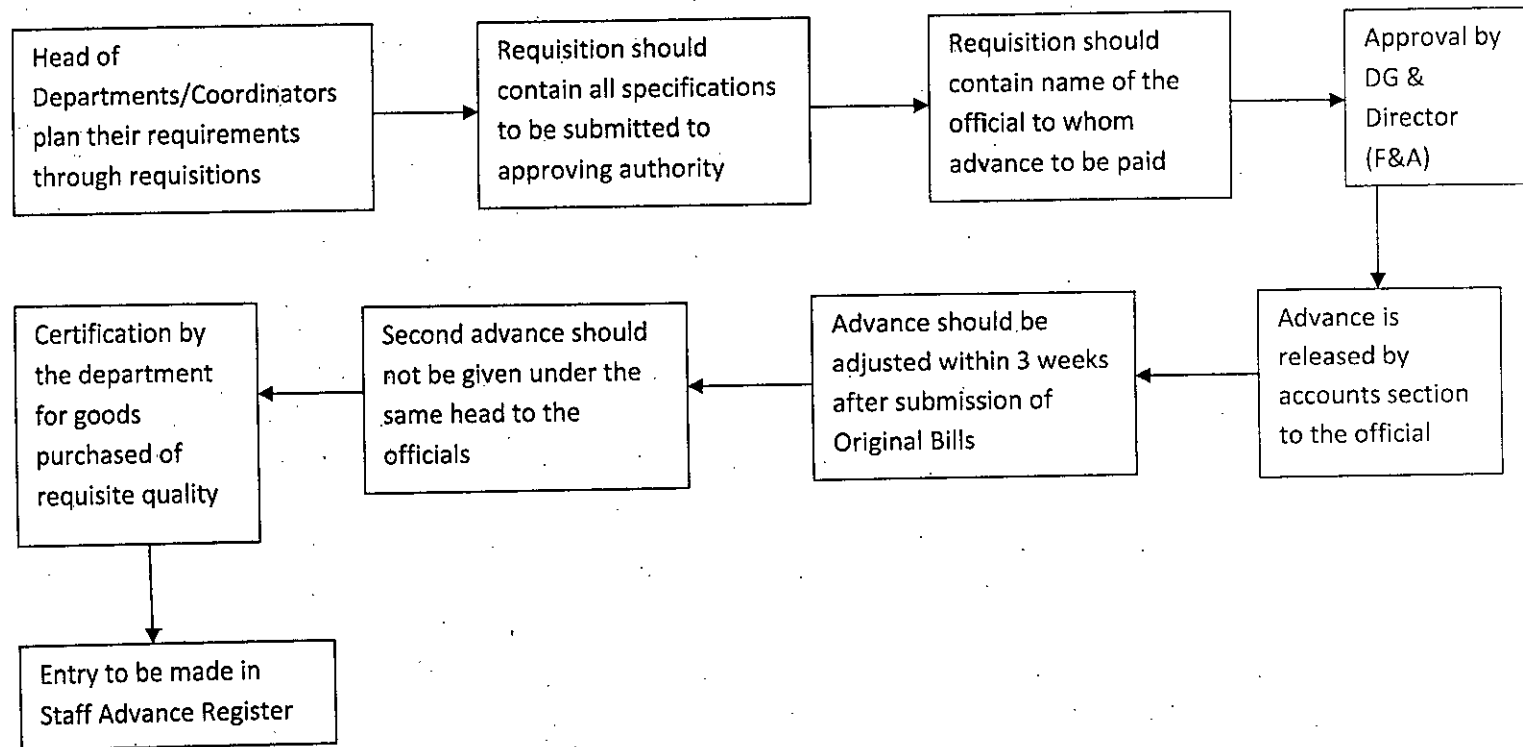 Head of
Departments/Coordinators
plan their requirements
through requisitions
Requisition should
contain all specifications
to be submitted to
approving authority
Requisition should
contain name of the
official to whom
advance to be paid
Approval by
DG &
Director
(F&A)
Advance is
released by
accounts section
to the official
Advance should be
adjusted within 3 weeks
after submission of
Original Bills
Second advance should
not be given under the
same head to the
officials
Certification by
the department
for goods
purchased of
requisite quality
Entry to be made in
Staff Advance Register